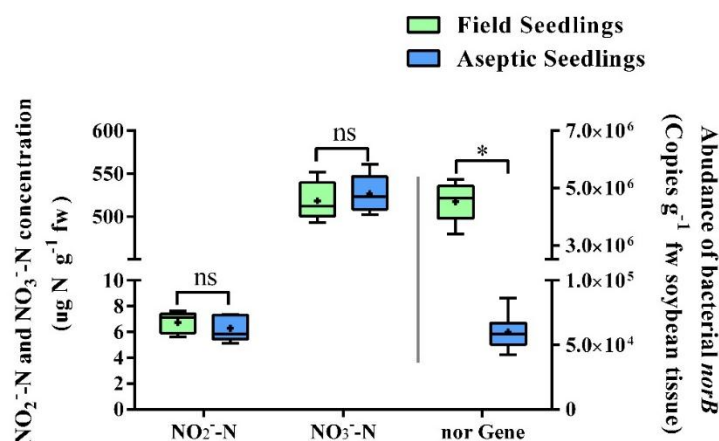 Field Seedlings
Aseptic Seedlings
NO₂⁻-N and NO₃⁻-N concentration
(ug N g⁻¹ fw)
600
550
500
10
8
6
4
2
0
ns
ns
*
7.0×10⁶
5.0×10⁶
3.0×10⁶
1.0×10⁵
5.0×10⁴
0
Abudance of bacterial norB
(Copies g⁻¹ fw soybean tissue)
NO₂⁻-N
NO₃⁻-N
nor Gene